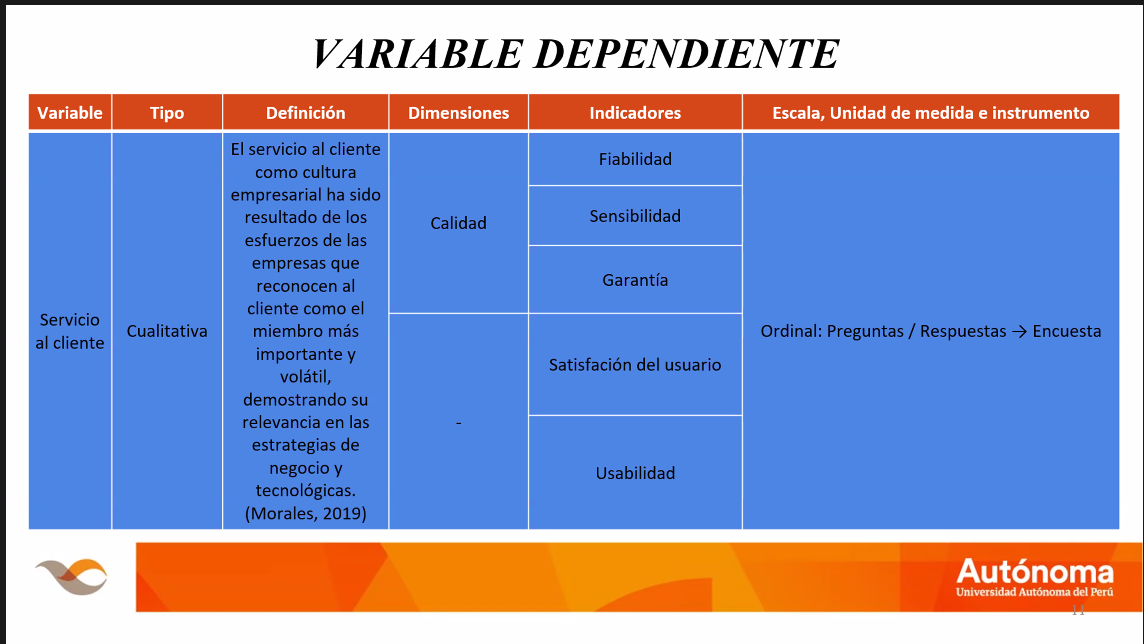 VARIABLE DEPENDIENTE
Variable
Tipo
Definición
Dimensiones
Indicadores
Escala, Unidad de medida e instrumento
Servicio
al cliente
Cualitativa
El servicio al cliente
como cultura
empresarial ha sido
resultado de los
esfuerzos de las
empresas que
reconocen al
cliente como el
miembro más
importante y
volátil,
demostrando su
relevancia en las
estrategias de
negocio y
tecnológicas.
(Morales, 2019)
Calidad
-
Fiabilidad
Sensibilidad
Garantía
Satisfacción del usuario
Usabilidad
Ordinal: Preguntas / Respuestas → Encuesta
Autónoma
Universidad Autónoma del Perú
11